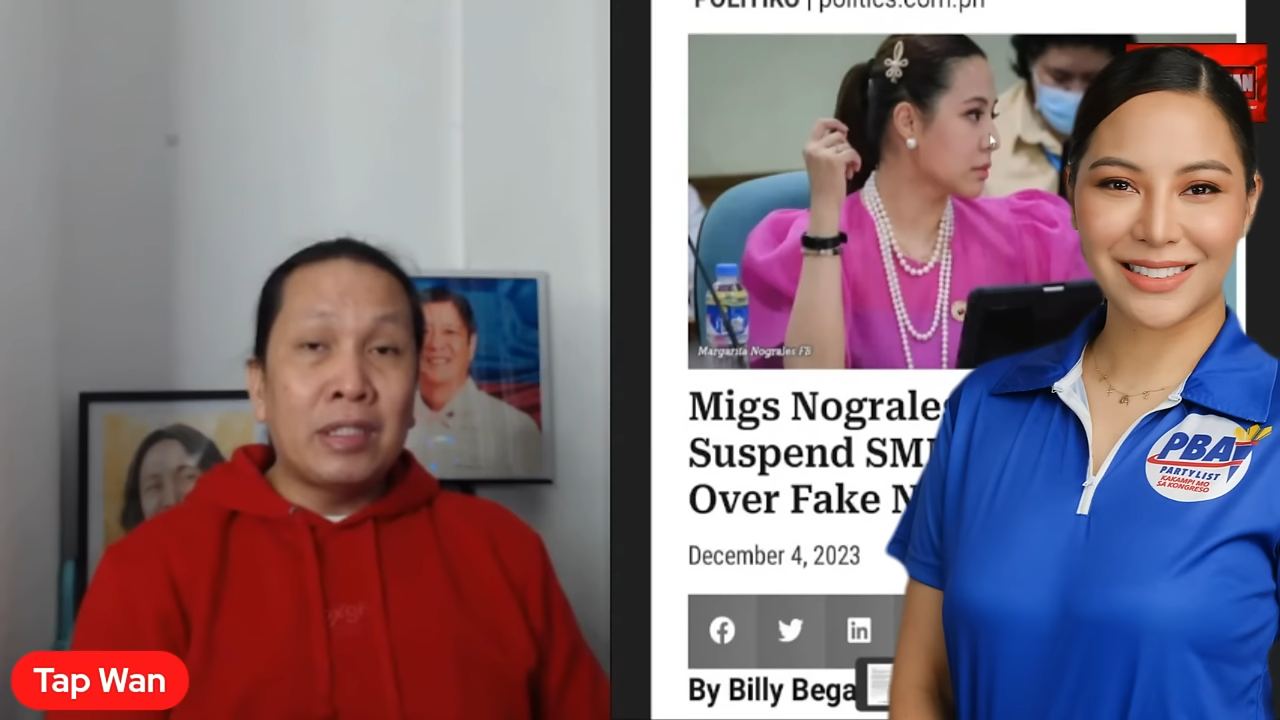 POLITIKO | politics.com.ph
Margarita Nograles FB
Migs Nograles
Suspend SM
Over Fake N
December 4, 2023
By Billy Bega
PBA
PARTYLIST
KAKAMPI MO
SA KONGRESO
Tap Wan